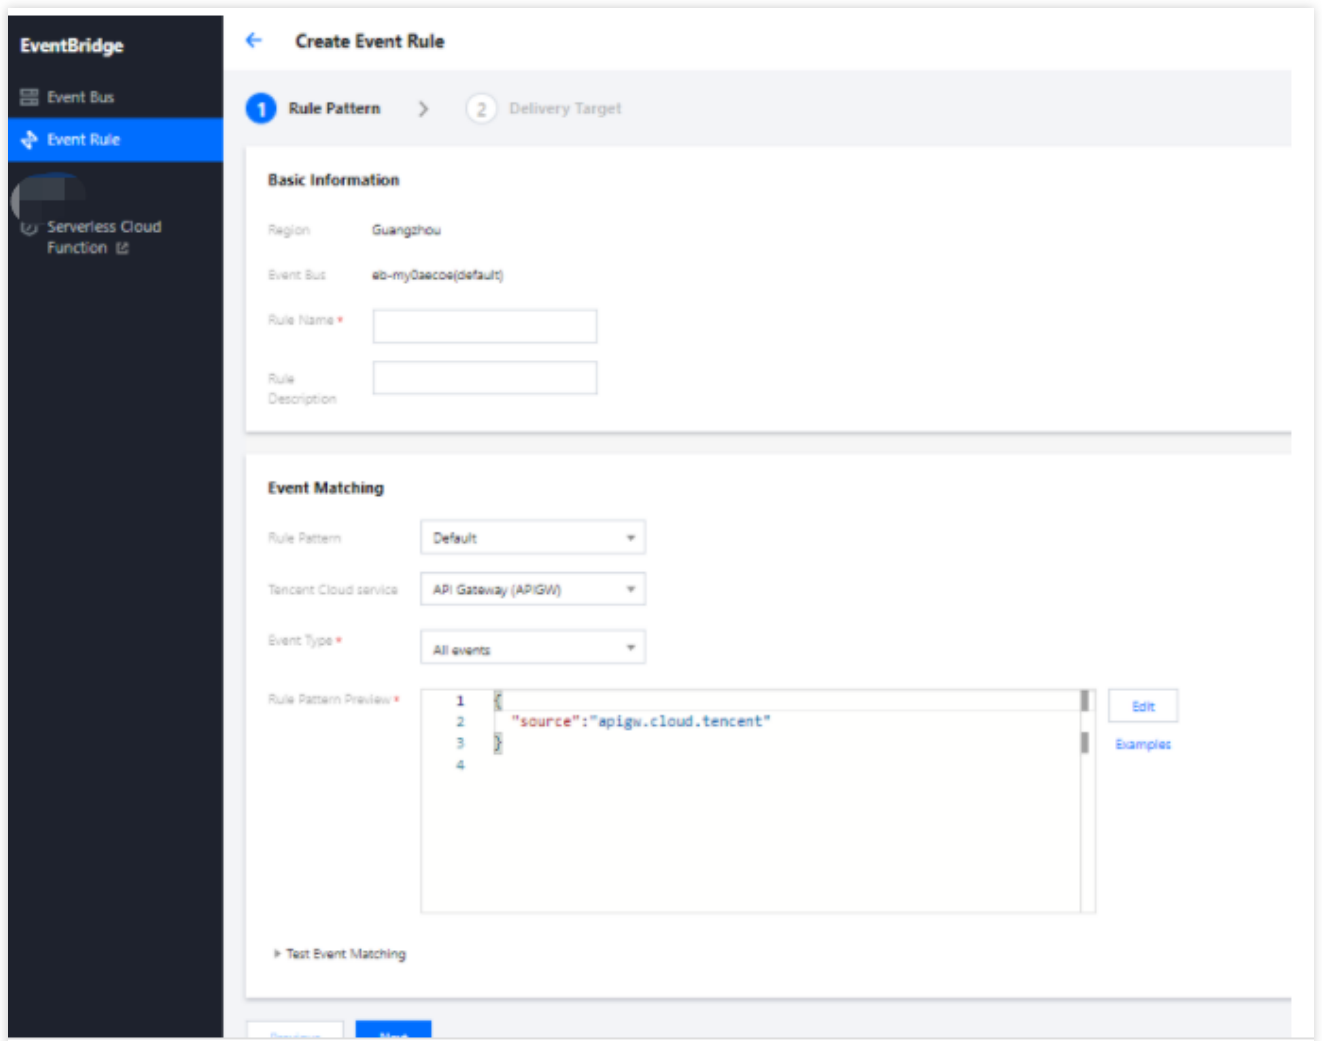 EventBridge
Event Bus
Event Rule
Serverless Cloud
Function
Create Event Rule
1 Rule Pattern > 2 Delivery Target
Basic Information
Region Guangzhou
Event Bus eb-my0aecoe(default)
Rule Name *
Rule
Description
Event Matching
Rule Pattern Default
Tencent Cloud service API Gateway (APIGW)
Event Type * All events
Rule Pattern Preview *
1 {
2 "source":"apigw.cloud.tencent"
3 }
4
Edit
Examples
Test Event Matching
Previous Next